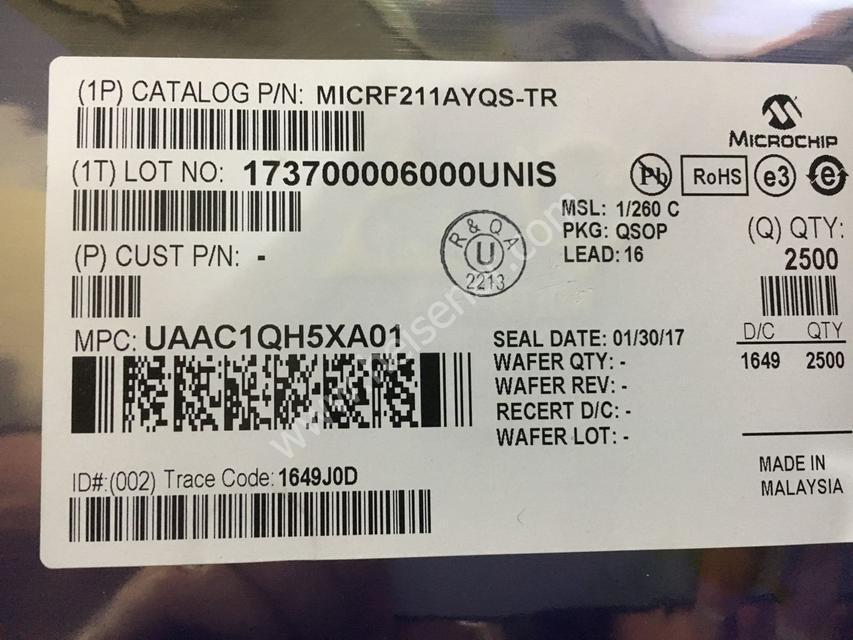 (1P) CATALOG P/N: MICRF211AYQS-TR
MICROCHIP
(1T) LOT NO: 173700006000UNIS
Pb
RoHS
e3
e
MSL: 1/260 C
PKG: QSOP
LEAD: 16
(Q) QTY:
2500
(P) CUST P/N: -
R & QA
U
2213
MPC: UAAC1QH5XA01
SEAL DATE: 01/30/17
WAFER QTY: -
WAFER REV: -
RECERT D/C: -
WAFER LOT: -
D/C QTY
1649 2500
ID#:(002) Trace Code: 1649J0D
MADE IN
MALAYSIA